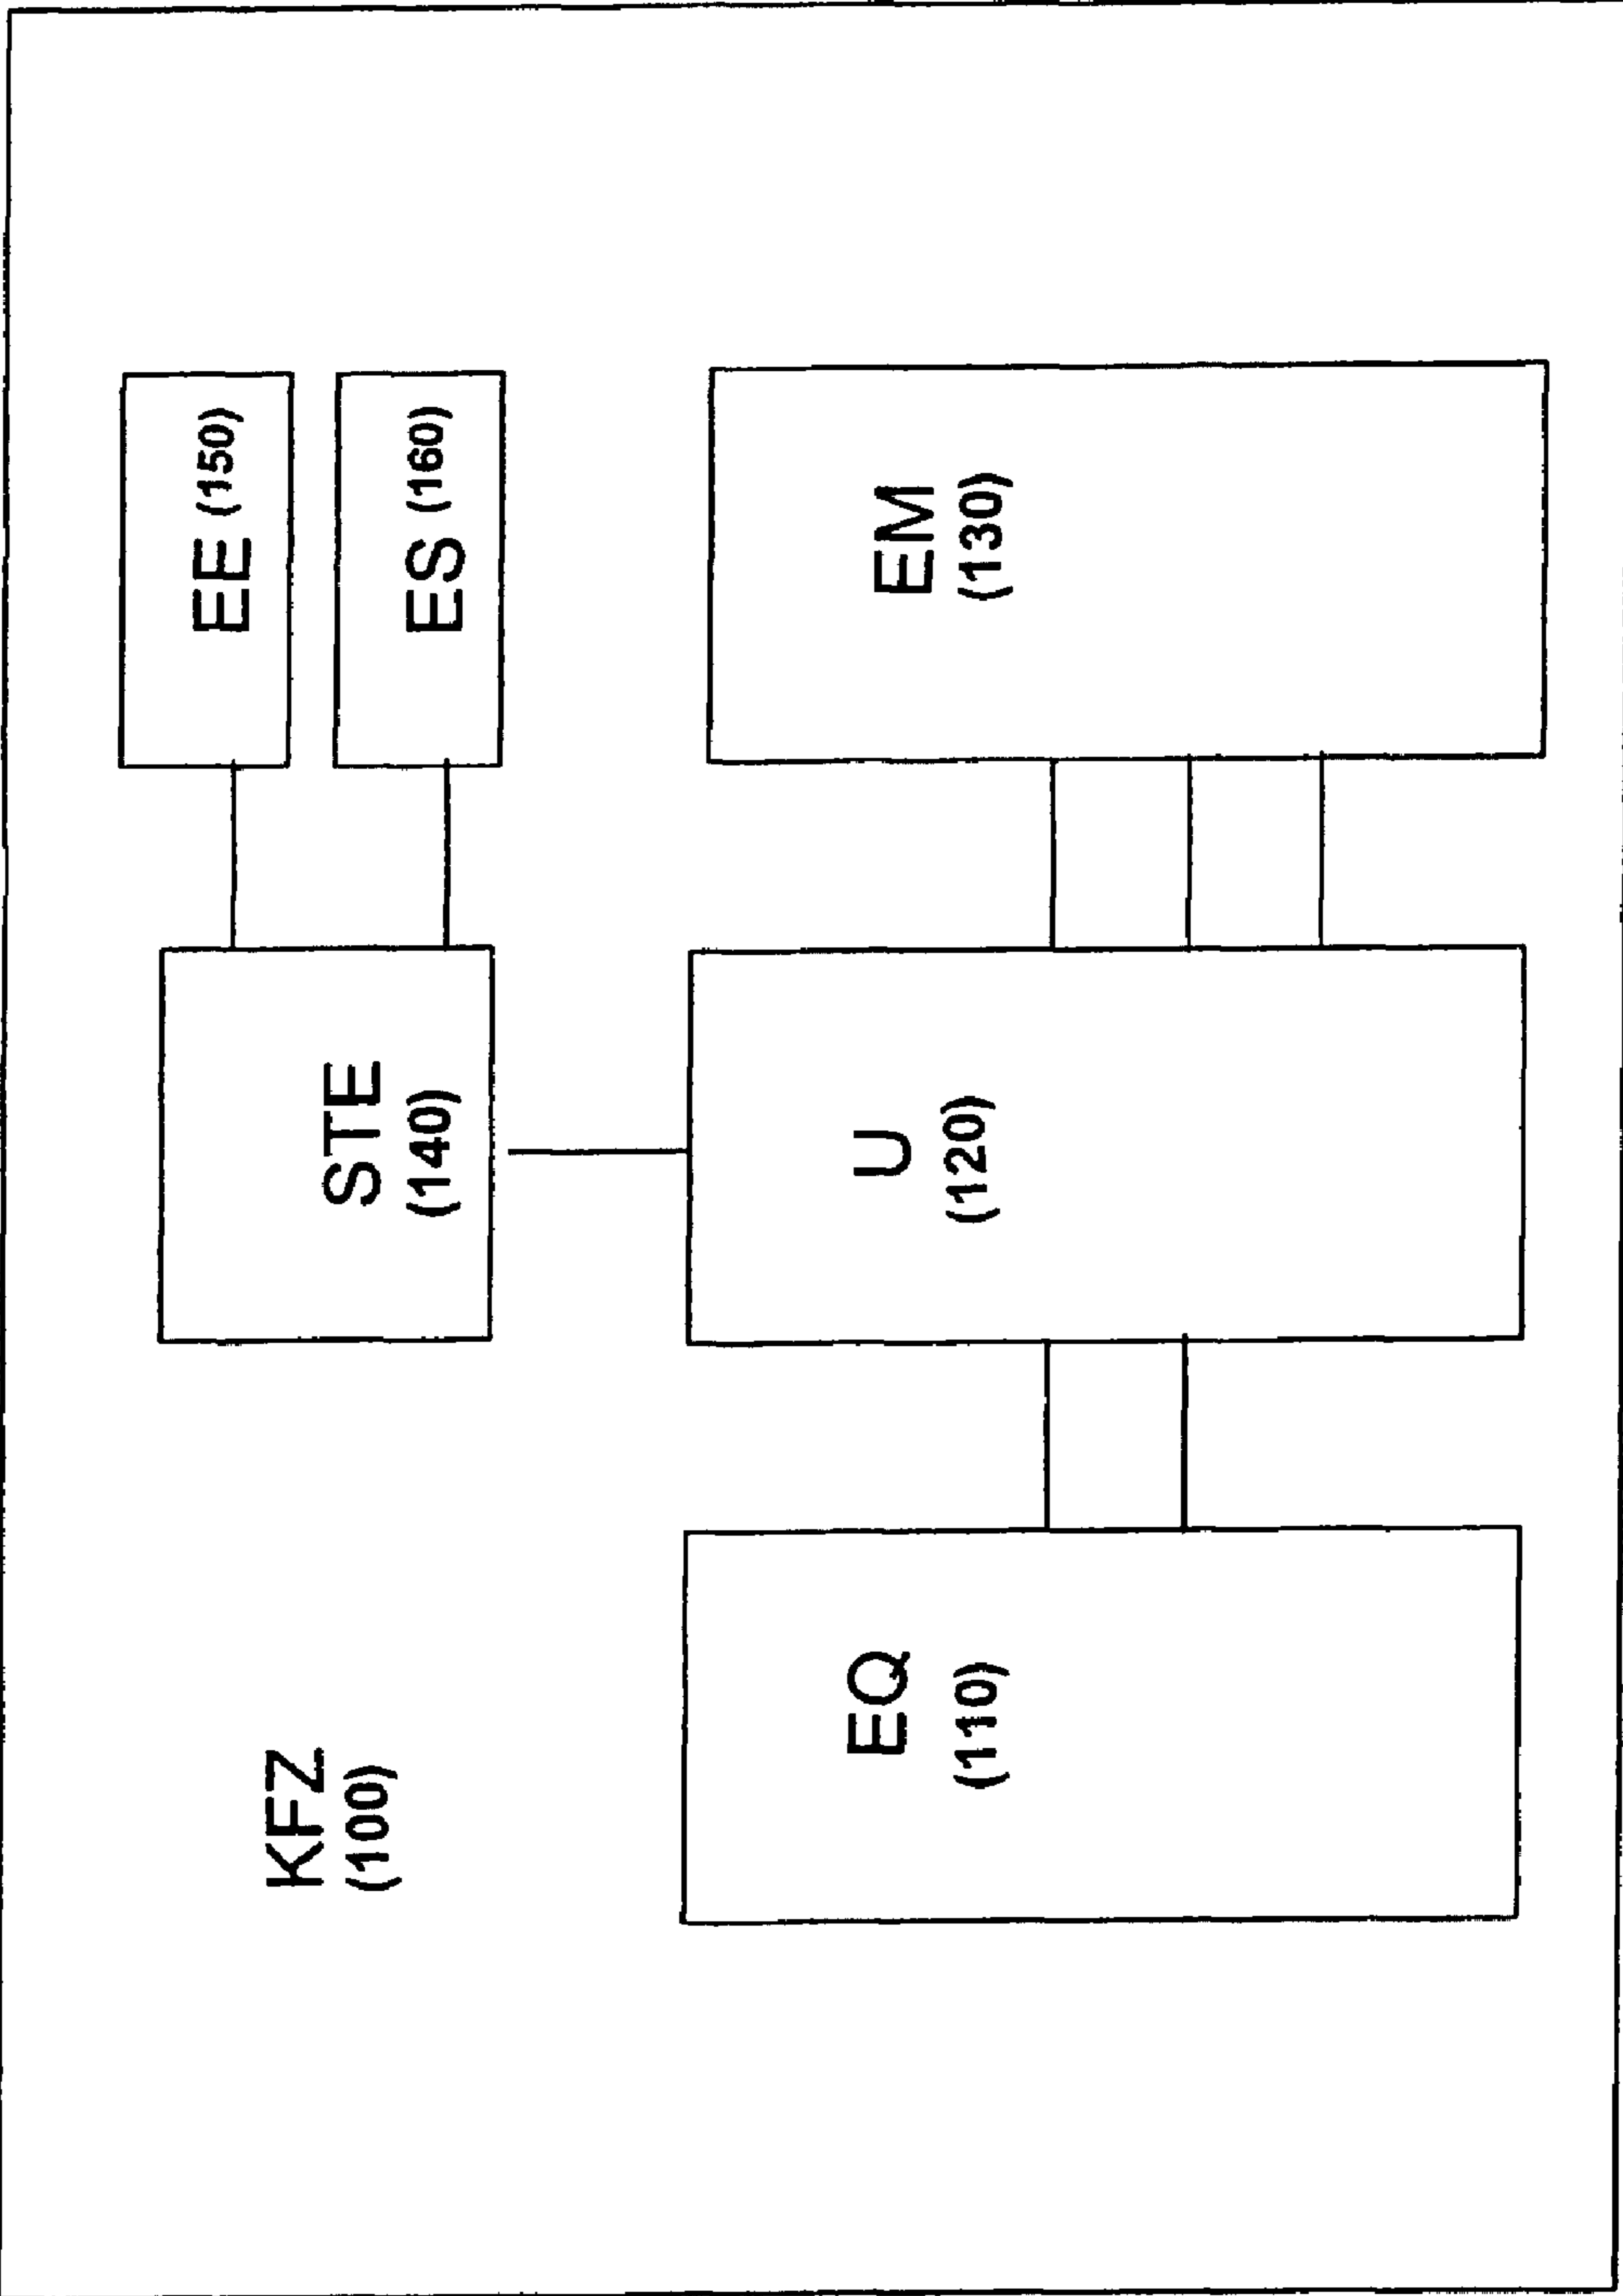 KFZ
(100)
STE
(140)
EE (150)
ES (160)
EQ
(110)
U
(120)
EM
(130)